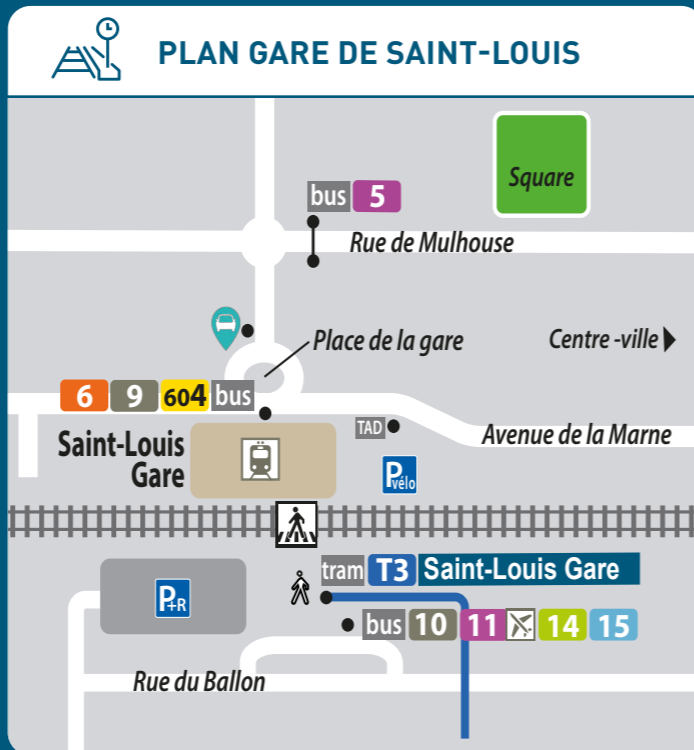 PLAN GARE DE SAINT-LOUIS
Square
bus 5
Rue de Mulhouse
Place de la gare
Centre -ville
6 9 604 bus
TAD
Avenue de la Marne
Saint-Louis
Gare
P
vélo
tram T3 Saint-Louis Gare
P+R
bus 10 11 14 15
Rue du Ballon